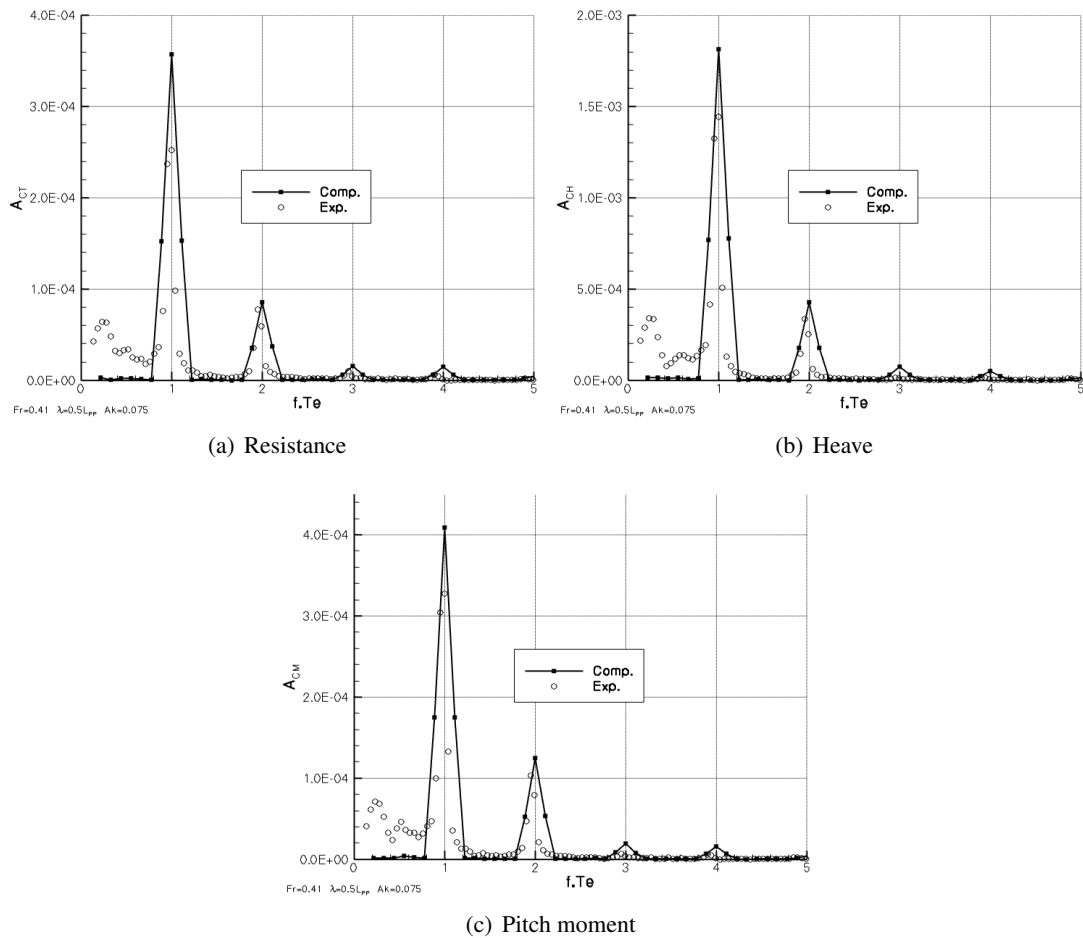 4.0E-04
3.0E-04
2.0E-04
1.0E-04
0.0E+00
A_CT
Comp.
Exp.
0 1 2 3 4 5
f.Te
Fr=0.41 λ=0.5L_PP Ak=0.075
(a) Resistance
2.0E-03
1.5E-03
1.0E-03
5.0E-04
0.0E+00
A_CH
Comp.
Exp.
0 1 2 3 4 5
f.Te
Fr=0.41 λ=0.5L_PP Ak=0.075
(b) Heave
4.0E-04
3.0E-04
2.0E-04
1.0E-04
0.0E+00
A_CM
Comp.
Exp.
0 1 2 3 4 5
f.Te
Fr=0.41 λ=0.5L_PP Ak=0.075
(c) Pitch moment